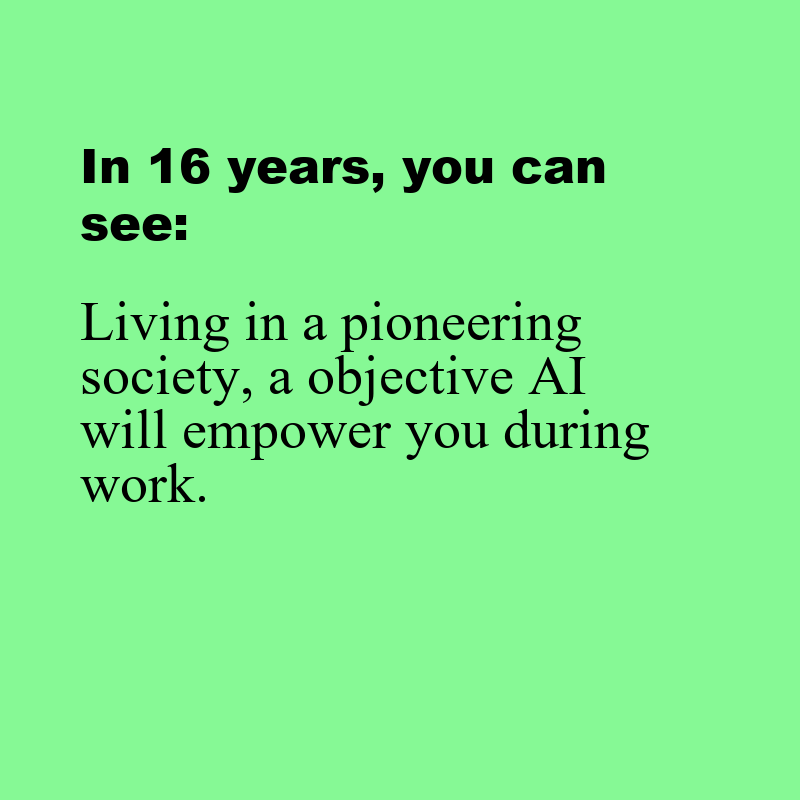 In 16 years, you can
see:
Living in a pioneering
society, a objective AI
will empower you during
work.